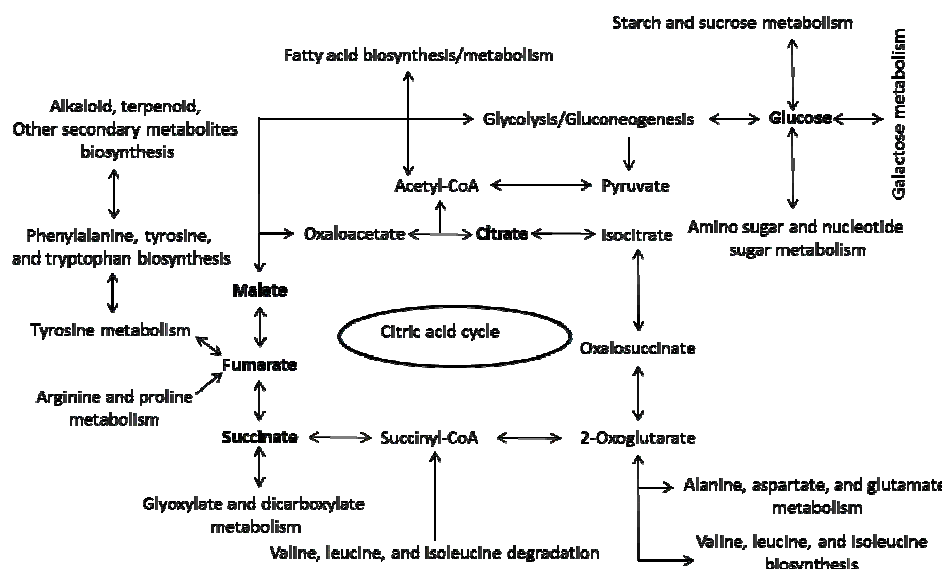 Starch and sucrose metabolism
Fatty acid biosynthesis/metabolism
Galactose metabolism
Alkaloid, terpenoid,
Other secondary metabolites
biosynthesis
Glycolysis/Gluconeogenesis
Glucose
Acetyl-CoA
Pyruvate
Phenylalanine, tyrosine,
and tryptophan biosynthesis
Oxaloacetate
Citrate
Isocitrate
Amino sugar and nucleotide
sugar metabolism
Malate
Tyrosine metabolism
Citric acid cycle
Oxalosuccinate
Fumarate
Arginine and proline
metabolism
Succinate
Succinyl-CoA
2-Oxoglutarate
Glyoxylate and dicarboxylate
metabolism
Alanine, aspartate, and glutamate
metabolism
Valine, leucine, and isoleucine degradation
Valine, leucine, and isoleucine
biosynthesis